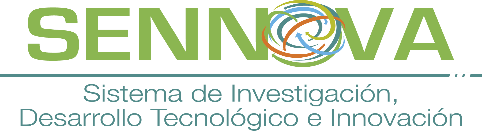 SENNOVA
Sistema de Investigación,
Desarrollo Tecnológico e Innovación